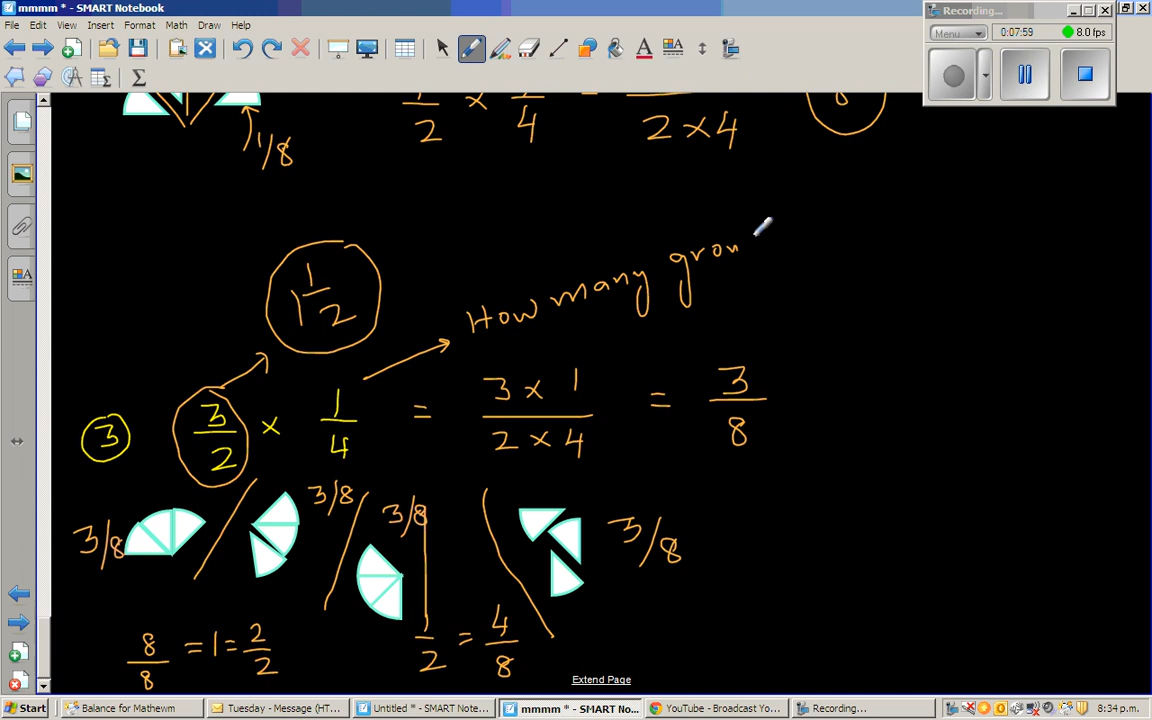 mmmm * - SMART Notebook
File Edit View Insert Format Math Draw Help
Recording...
Menu 0:07:59 8.0 fps
1/8
1/2 × 1/4 =
2 × 4
8
1 1/2
How many grou
3
3/2 × 1/4 = 3 × 1 / 2 × 4 = 3/8
3/8 3/8 3/8 3/8
8/8 = 1 = 2/2
1/2 = 4/8
Extend Page
Start Balance for Mathewm Tuesday - Message (HT... Untitled * - SMART Not... mmmm * - SMART No... YouTube - Broadcast Yo... Recording... 8:34 p.m.